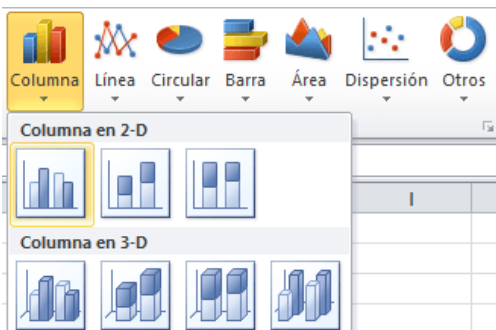 Columna Línea Circular Barra Área Dispersión Otros
Columna en 2-D
I
Columna en 3-D